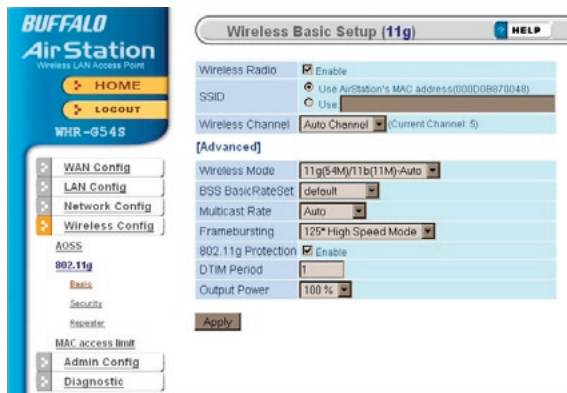 BUFFALO
AirStation
Wireless LAN Access Point
HOME
LOGOUT
WHR-G54S
WAN Config
LAN Config
Network Config
Wireless Config
AOSS
802.11g
Basic
Security
Repeater
MAC access limit
Admin Config
Diagnostic
Wireless Basic Setup (11g)
? HELP
Wireless Radio Enable
SSID Use AirStation's MAC address(000D0B870048)
Use:
Wireless Channel Auto Channel (Current Channel: 5)
[Advanced]
Wireless Mode 11g(54M)/11b(11M)-Auto
BSS BasicRateSet default
Multicast Rate Auto
Framebursting 125* High Speed Mode
802.11g Protection Enable
DTIM Period 1
Output Power 100 %
Apply